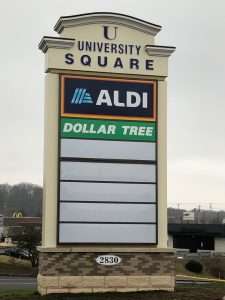 U
UNIVERSITY
SQUARE
ALDI
DOLLAR TREE
2830